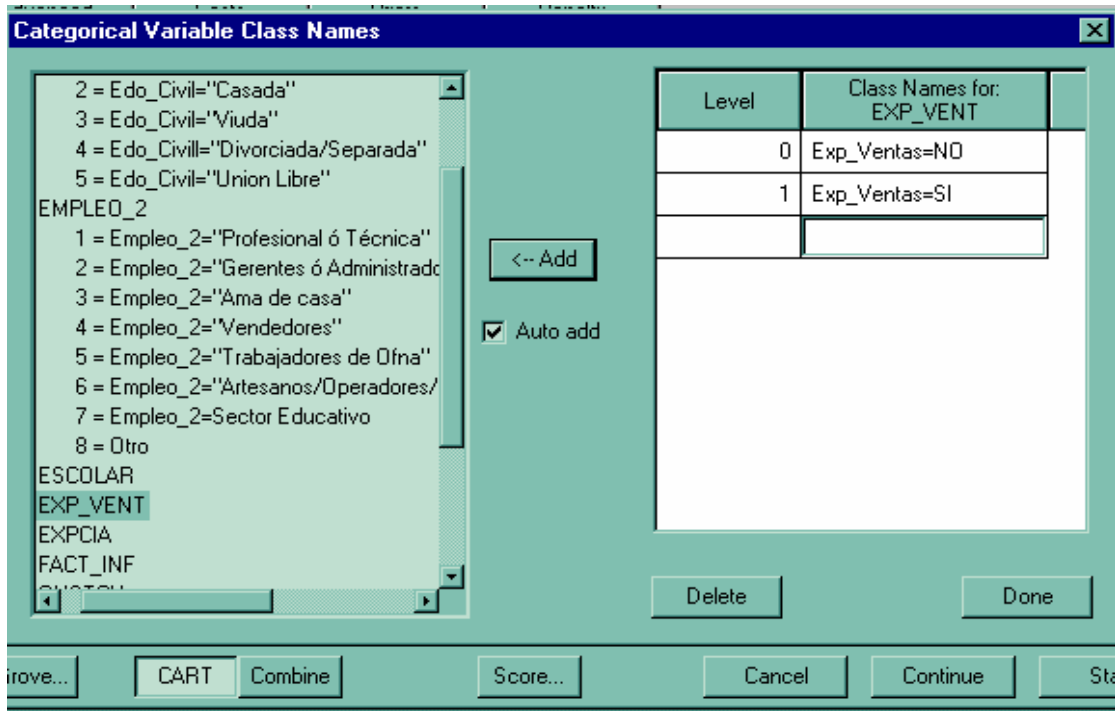 Categorical Variable Class Names
2 = Edo_Civil="Casada"
3 = Edo_Civil="Viuda"
4 = Edo_Civill="Divorciada/Separada"
5 = Edo_Civil="Union Libre"
EMPLEO_2
1 = Empleo_2="Profesional ó Técnica"
2 = Empleo_2="Gerentes ó Administrado
3 = Empleo_2="Ama de casa"
4 = Empleo_2="Vendedores"
5 = Empleo_2="Trabajadores de Ofna"
6 = Empleo_2="Artesanos/Operadores/
7 = Empleo_2=Sector Educativo
8 = Otro
ESCOLAR
EXP_VENT
EXPCIA
FACT_INF
<-- Add
Auto add
Level
Class Names for:
EXP_VENT
0 Exp_Ventas=NO
1 Exp_Ventas=SI
Delete
Done
CART
Combine
Score...
Cancel
Continue